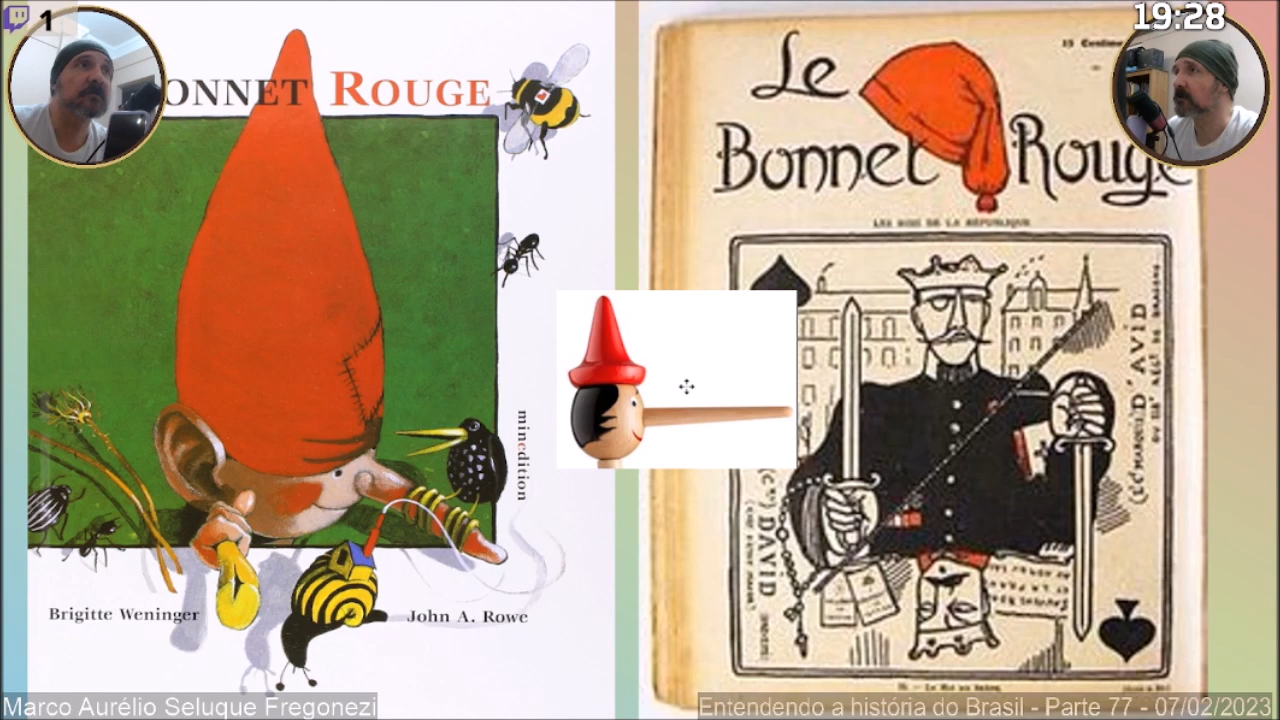 1
19:28
ONNET ROUGE
minedition
Brigitte Weninger
John A. Rowe
Le
Bonnet Rouge
LES ROIS DE LA RÉPUBLIQUE
DAVID
Marco Aurélio Seluque Fregonezi
Entendendo a história do Brasil - Parte 77 - 07/02/2023